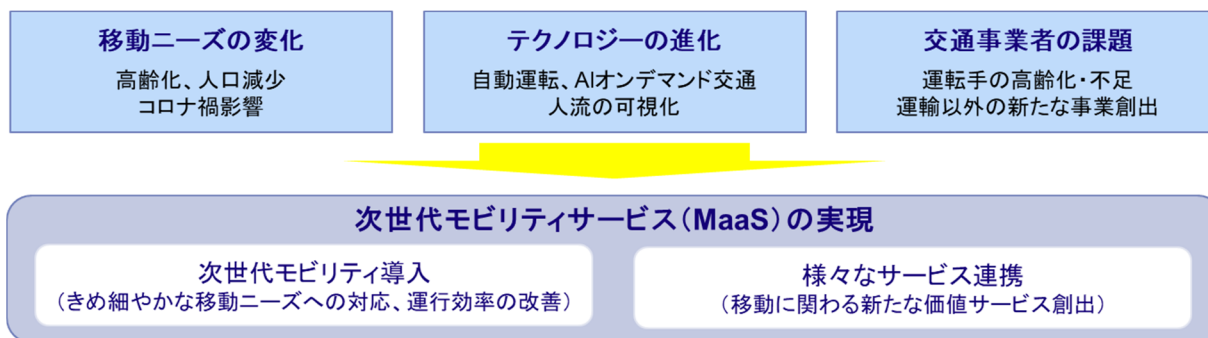 移動ニーズの変化
高齢化、人口減少
コロナ禍影響
テクノロジーの進化
自動運転、AIオンデマンド交通
人流の可視化
交通事業者の課題
運転手の高齢化・不足
運輸以外の新たな事業創出
次世代モビリティサービス（MaaS）の実現
次世代モビリティ導入
（きめ細やかな移動ニーズへの対応、運行効率の改善）
様々なサービス連携
（移動に関わる新たな価値サービス創出）